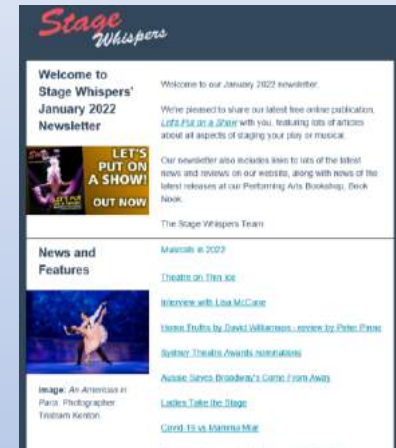 Stage
Whispers
Welcome to
Stage Whispers'
January 2022
Newsletter
LET'S
PUT ON
A SHOW!
OUT NOW
Welcome to our January 2022 newsletter.
We're pleased to share our latest free online publication,
Let's Put on a Show with you, featuring lots of articles
about all aspects of staging your play or musical.
Our newsletter also includes links to lots of the latest
news and reviews on our website, along with news of the
latest releases at our Performing Arts Bookshop, Book
Nook.
The Stage Whispers Team
News and
Features
image: An American in
Paris. Photographer:
Tristram Kenton.
Musicals in 2022
Theatre on Thin Ice
Interview with Lisa McCune
Home Truths by David Williamson - review by Peter Pinne
Sydney Theatre Awards nominations
Aussie Saves Broadway's Come From Away
Ladies Take the Stage
Covid-19 vs Mamma Mia!